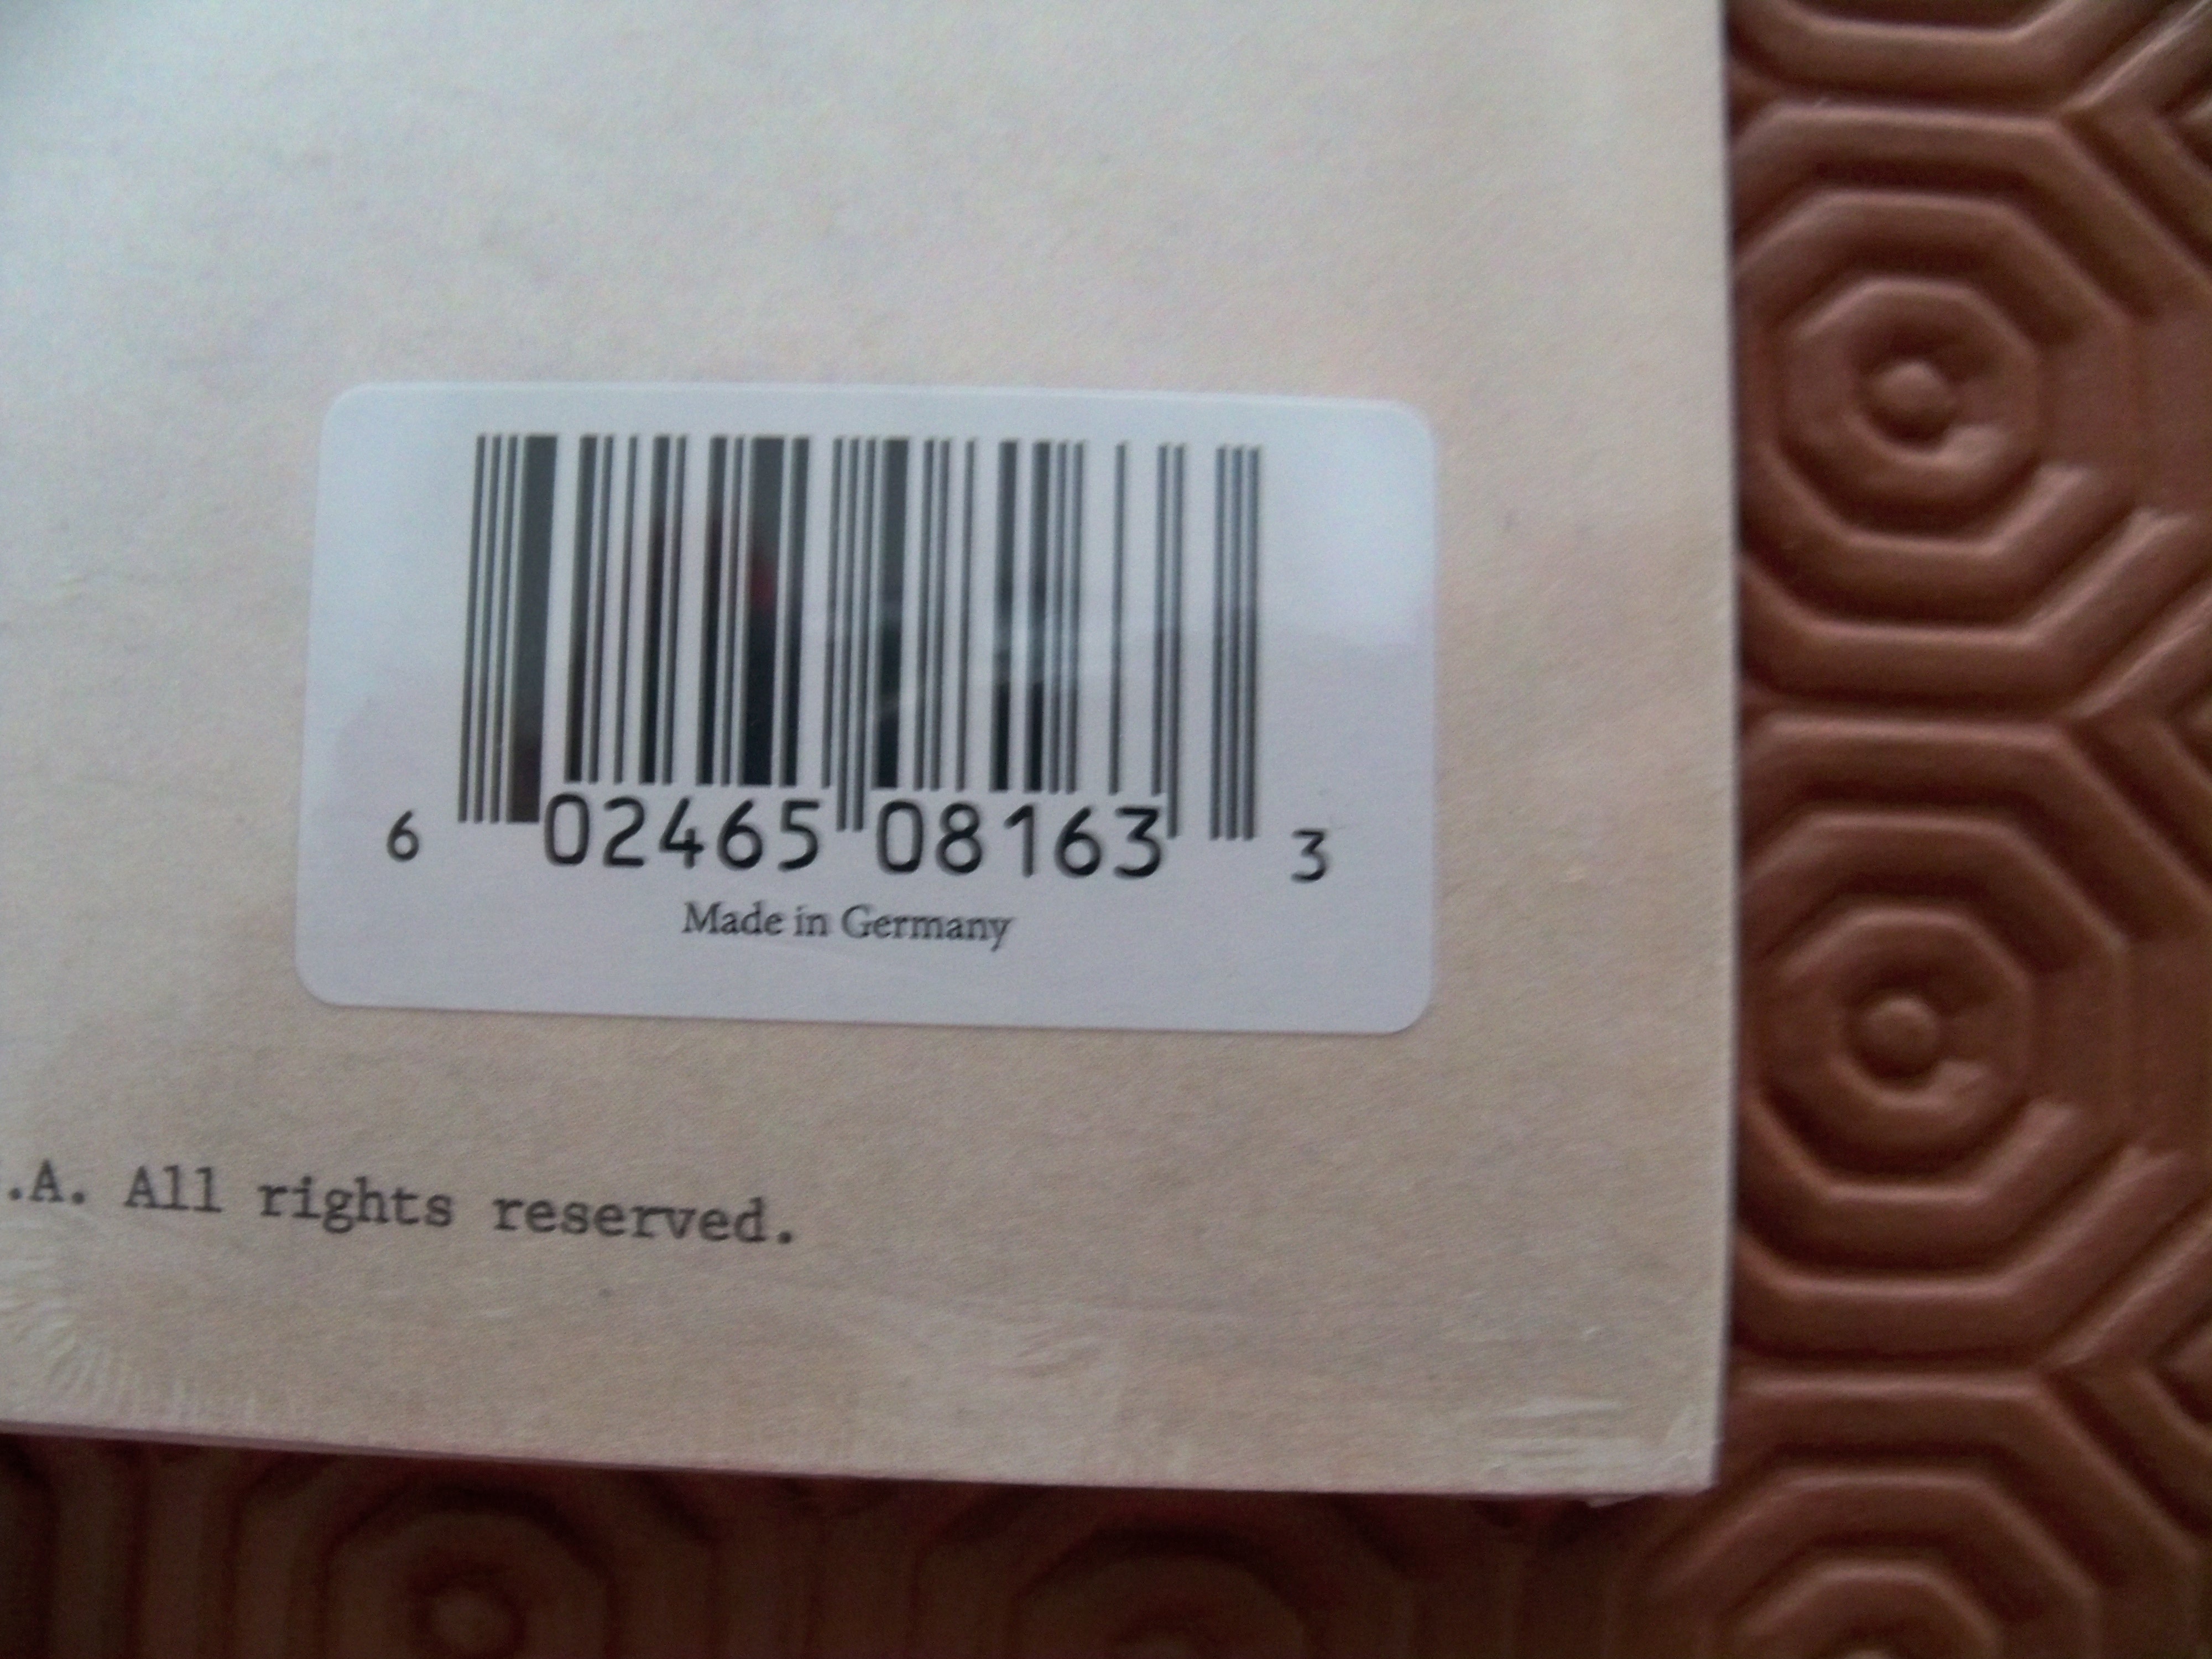 6 02465 08163 3
Made in Germany
.A. All rights reserved.